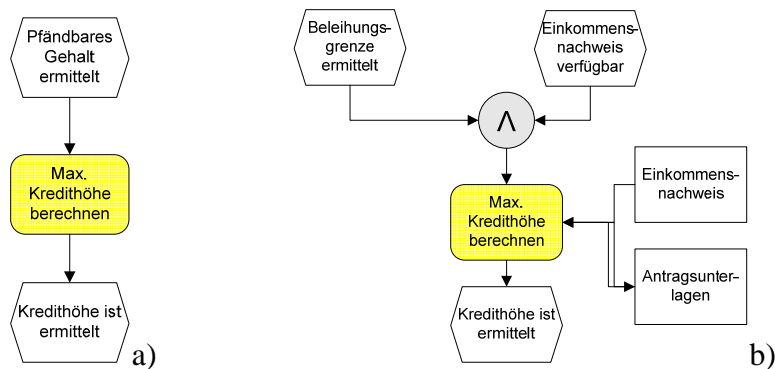 Pfändbares
Gehalt
ermittelt
Max.
Kredithöhe
berechnen
Kredithöhe ist
ermittelt
a)
Beleihungs-
grenze
ermittelt
Einkommens-
nachweis
verfügbar
Λ
Max.
Kredithöhe
berechnen
Einkommens-
nachweis
Antragsunter-
lagen
Kredithöhe ist
ermittelt
b)